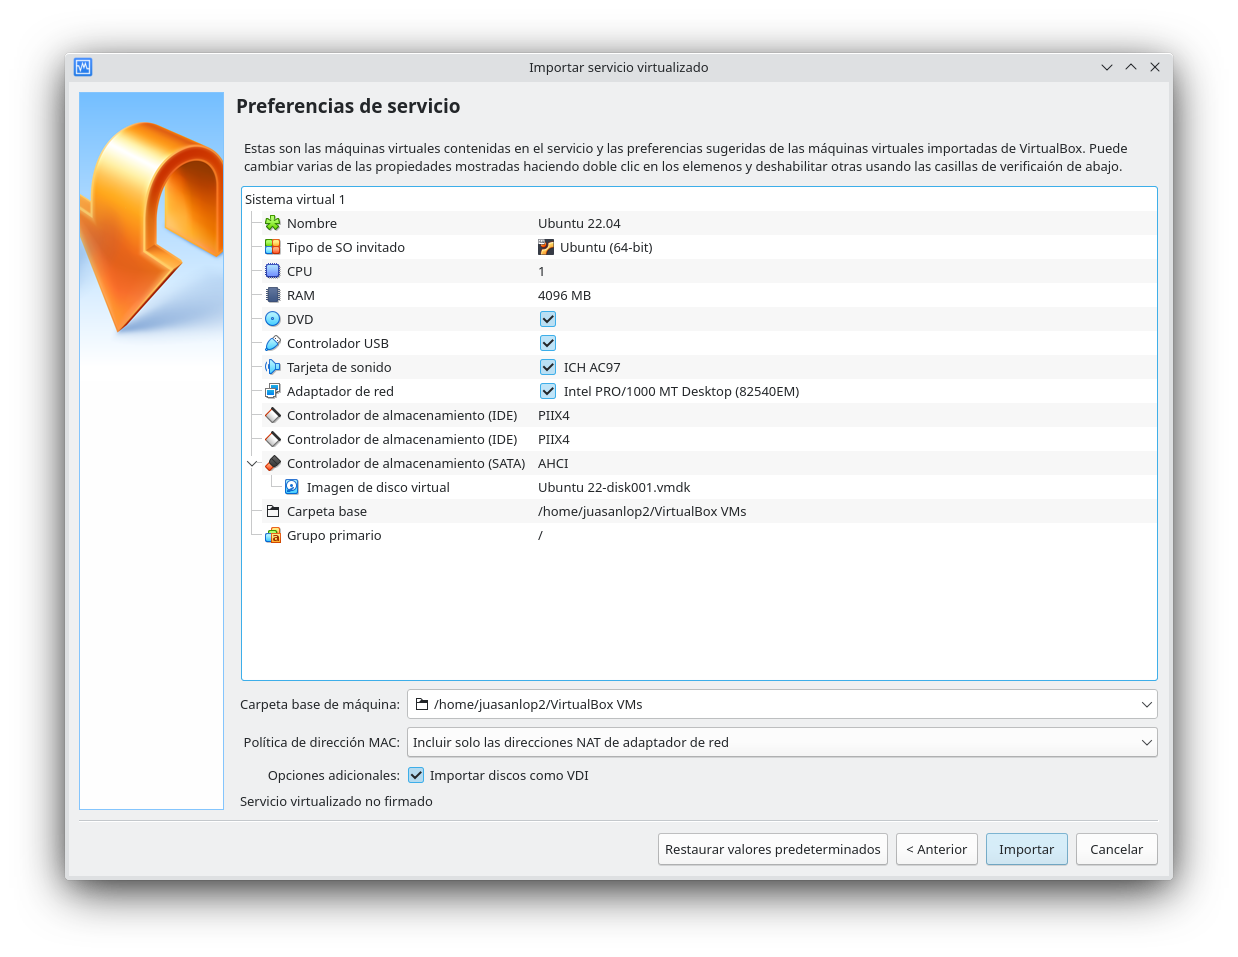 Importar servicio virtualizado
Preferencias de servicio
Estas son las máquinas virtuales contenidas en el servicio y las preferencias sugeridas de las máquinas virtuales importadas de VirtualBox. Puede
cambiar varias de las propiedades mostradas haciendo doble clic en los elemenos y deshabilitar otras usando las casillas de verificaión de abajo.
Sistema virtual 1
Nombre Ubuntu 22.04
Tipo de SO invitado Ubuntu (64-bit)
CPU 1
RAM 4096 MB
DVD
Controlador USB
Tarjeta de sonido ICH AC97
Adaptador de red Intel PRO/1000 MT Desktop (82540EM)
Controlador de almacenamiento (IDE) PIIX4
Controlador de almacenamiento (IDE) PIIX4
Controlador de almacenamiento (SATA) AHCI
Imagen de disco virtual Ubuntu 22-disk001.vmdk
Carpeta base /home/juasanlop2/VirtualBox VMs
Grupo primario /
Carpeta base de máquina: /home/juasanlop2/VirtualBox VMs
Política de dirección MAC: Incluir solo las direcciones NAT de adaptador de red
Opciones adicionales: Importar discos como VDI
Servicio virtualizado no firmado
Restaurar valores predeterminados < Anterior Importar Cancelar